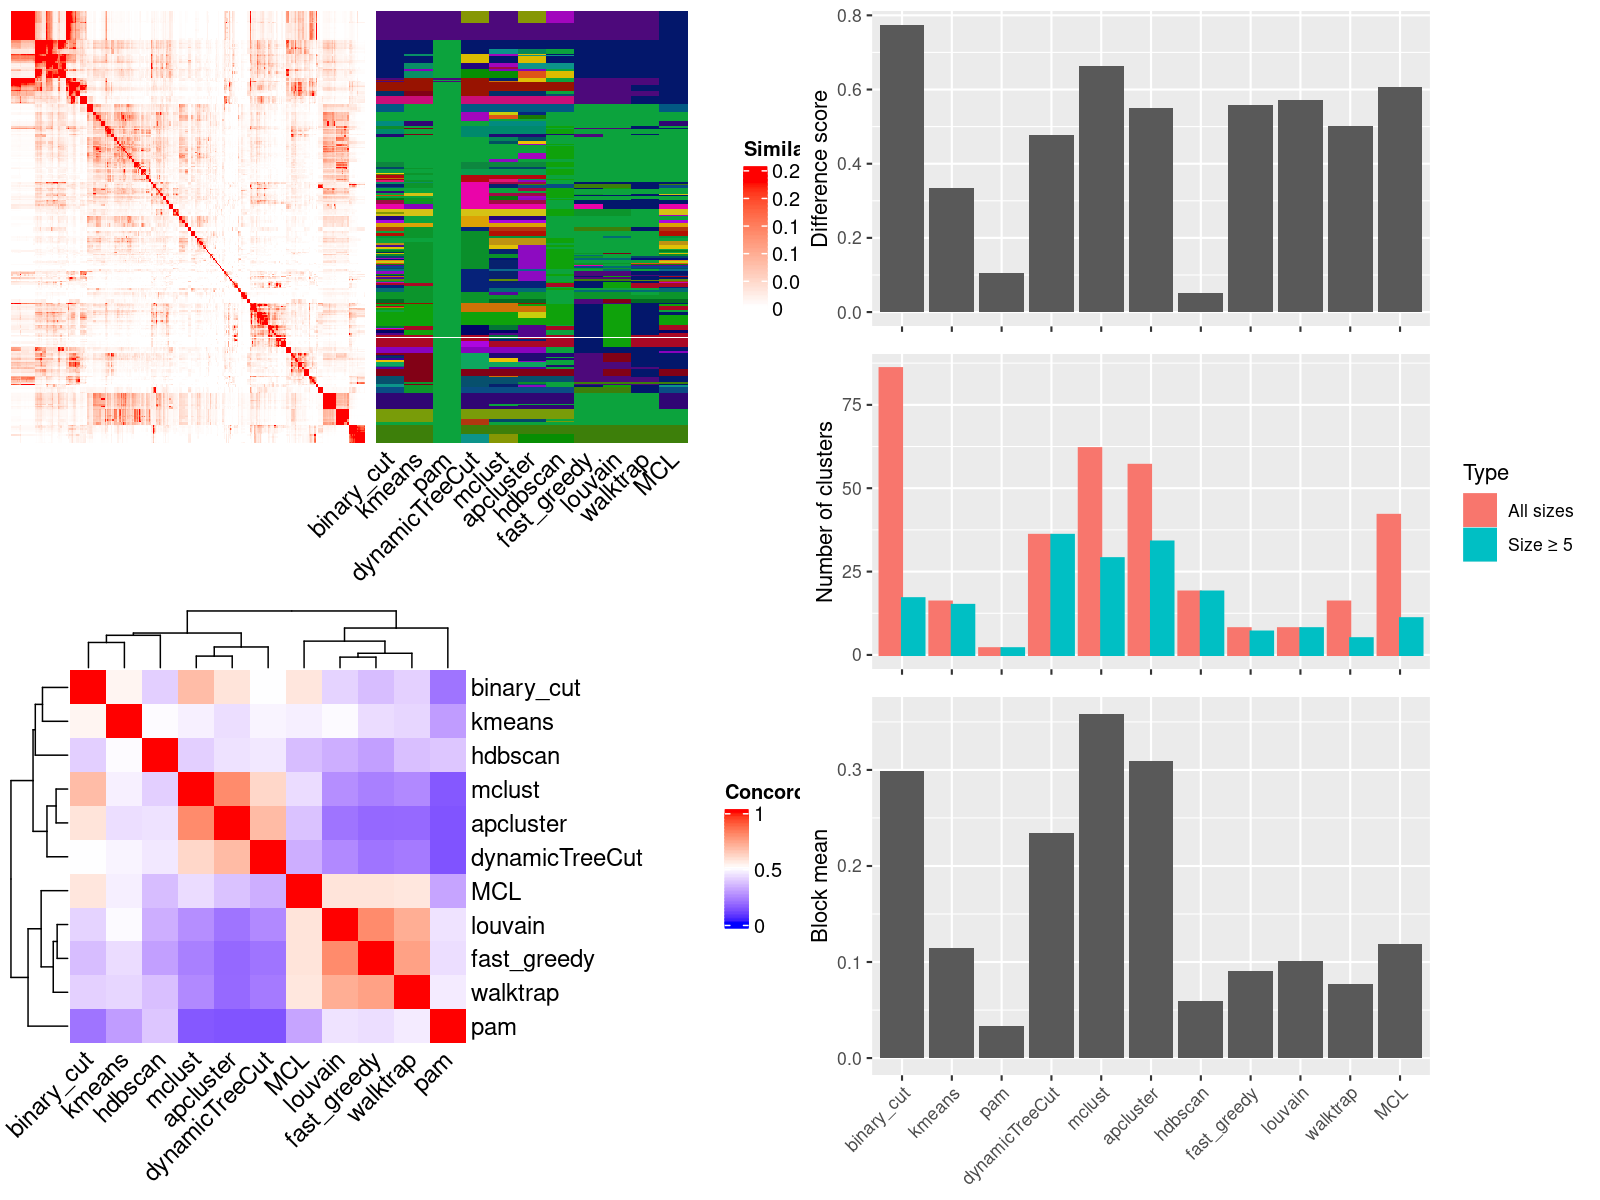 Simila
0.2
0.2
0.1
0.1
0.0
0
binary_cut
kmeans
pam
dynamicTreeCut
mclust
apcluster
hdbscan
fast_greedy
louvain
walktrap
MCL
Difference score
0.8
0.6
0.4
0.2
0.0
Number of clusters
75
50
25
0
Type
All sizes
Size ≥ 5
binary_cut
kmeans
hdbscan
mclust
apcluster
dynamicTreeCut
MCL
louvain
fast_greedy
walktrap
pam
binary_cut
kmeans
hdbscan
mclust
apcluster
dynamicTreeCut
MCL
louvain
fast_greedy
walktrap
pam
Concord
1
0.5
0
Block mean
0.3
0.2
0.1
0.0
binary_cut
kmeans
pam
dynamicTreeCut
mclust
apcluster
hdbscan
fast_greedy
louvain
walktrap
MCL